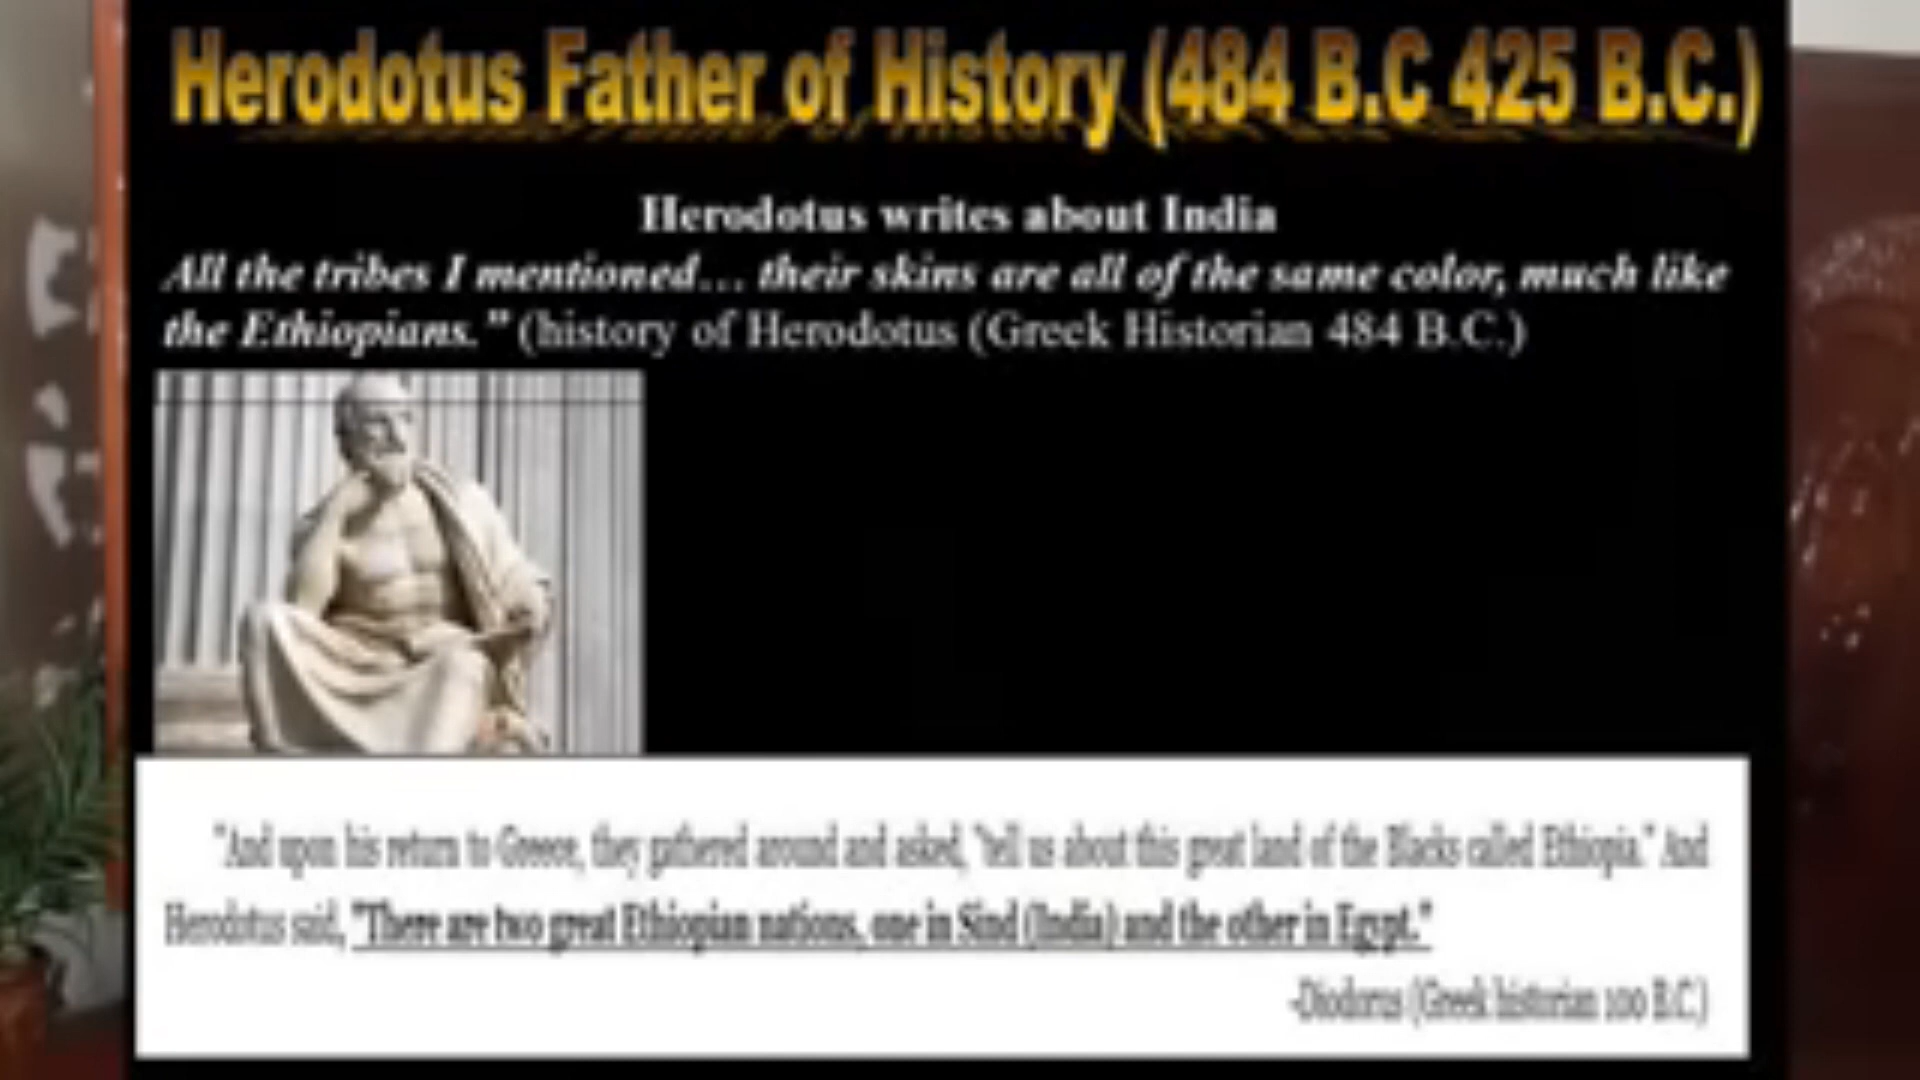 Herodotus Father of History (484 B.C 425 B.C.)
Herodotus writes about India
All the tribes I mentioned... their skins are all of the same color, much like
the Ethiopians." (history of Herodotus (Greek Historian 484 B.C.)
"And upon his return to Greece, they gathered around and asked, "tell us about this great land of the Blacks called Ethiopia." And
Herodotus said, "There are two great Ethiopian nations, one in Sind (India) and the other in Egypt."
-Diodorus (Greek historian 100 B.C.)